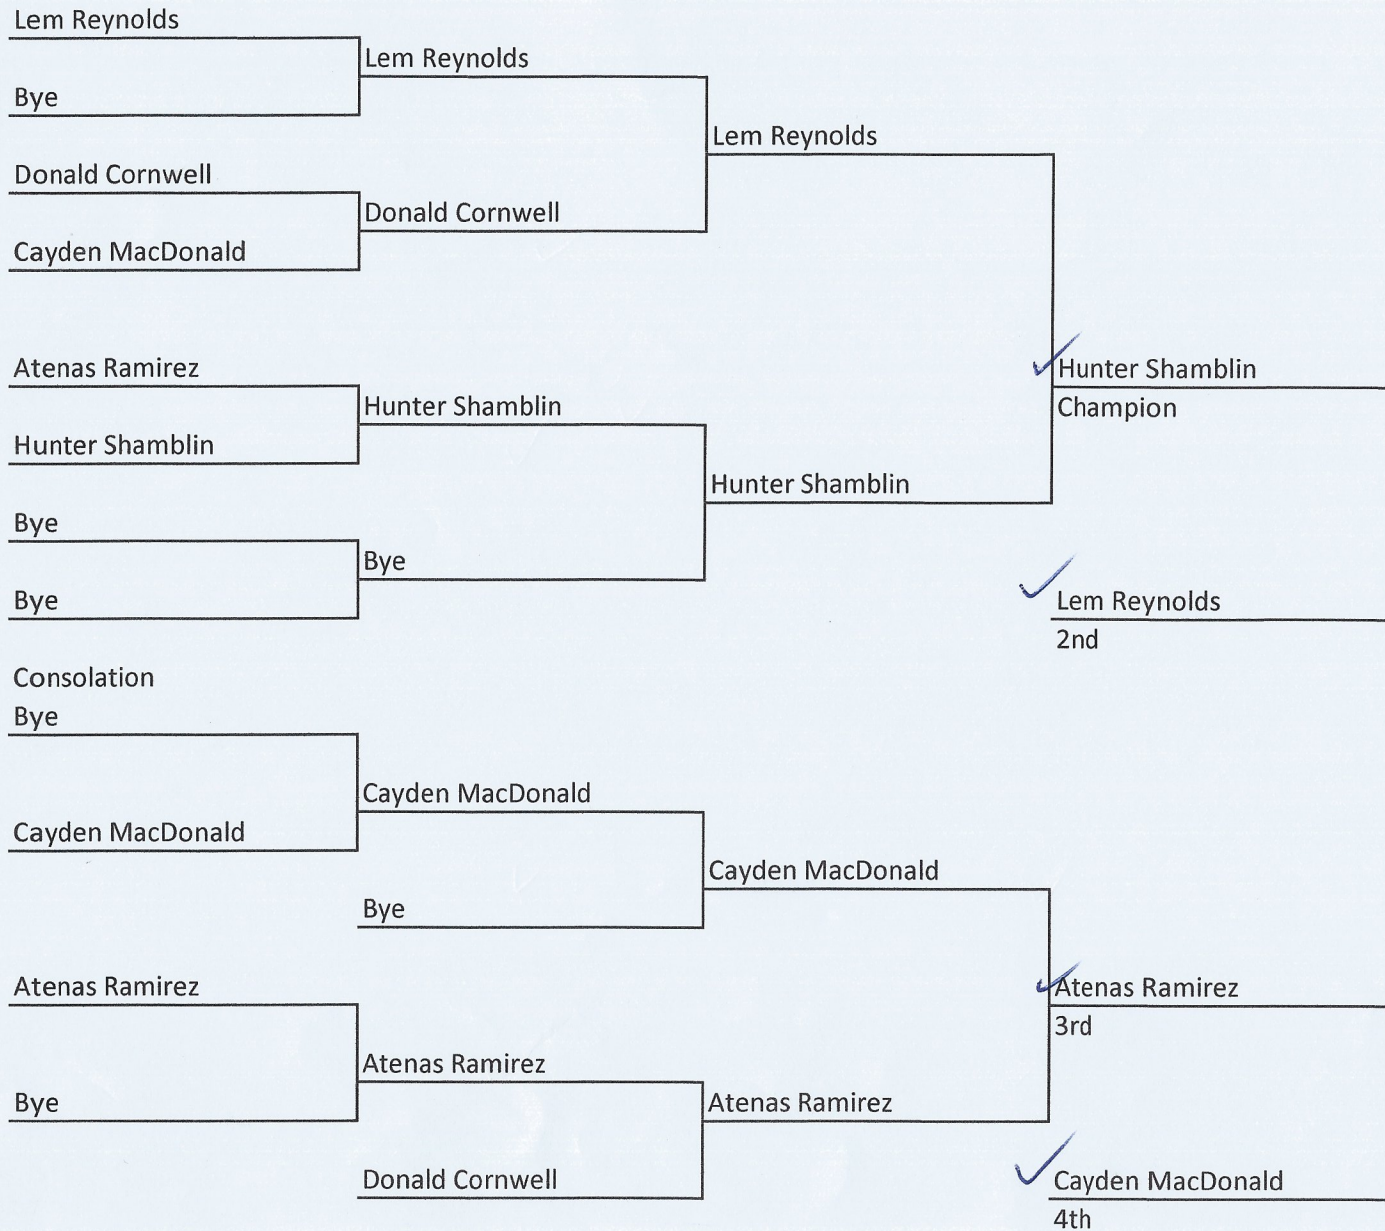 Lem Reynolds
Lem Reynolds
Bye
Lem Reynolds
Donald Cornwell
Donald Cornwell
Cayden MacDonald
Atenas Ramirez
Hunter Shamblin
Champion
Hunter Shamblin
Hunter Shamblin
Hunter Shamblin
Bye
Bye
Bye
Lem Reynolds
2nd
Consolation
Bye
Cayden MacDonald
Cayden MacDonald
Cayden MacDonald
Bye
Atenas Ramirez
Atenas Ramirez
3rd
Atenas Ramirez
Bye
Atenas Ramirez
Donald Cornwell
Cayden MacDonald
4th